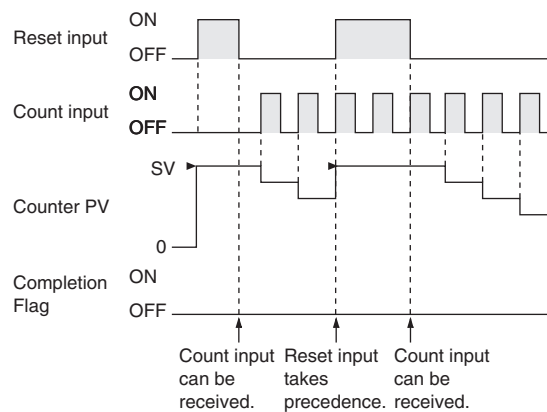 ON
Reset input
OFF
ON
Count input
OFF
SV
Counter PV
0
Completion
Flag
ON
OFF
Count input
can be
received.
Reset input
takes
precedence.
Count input
can be
received.